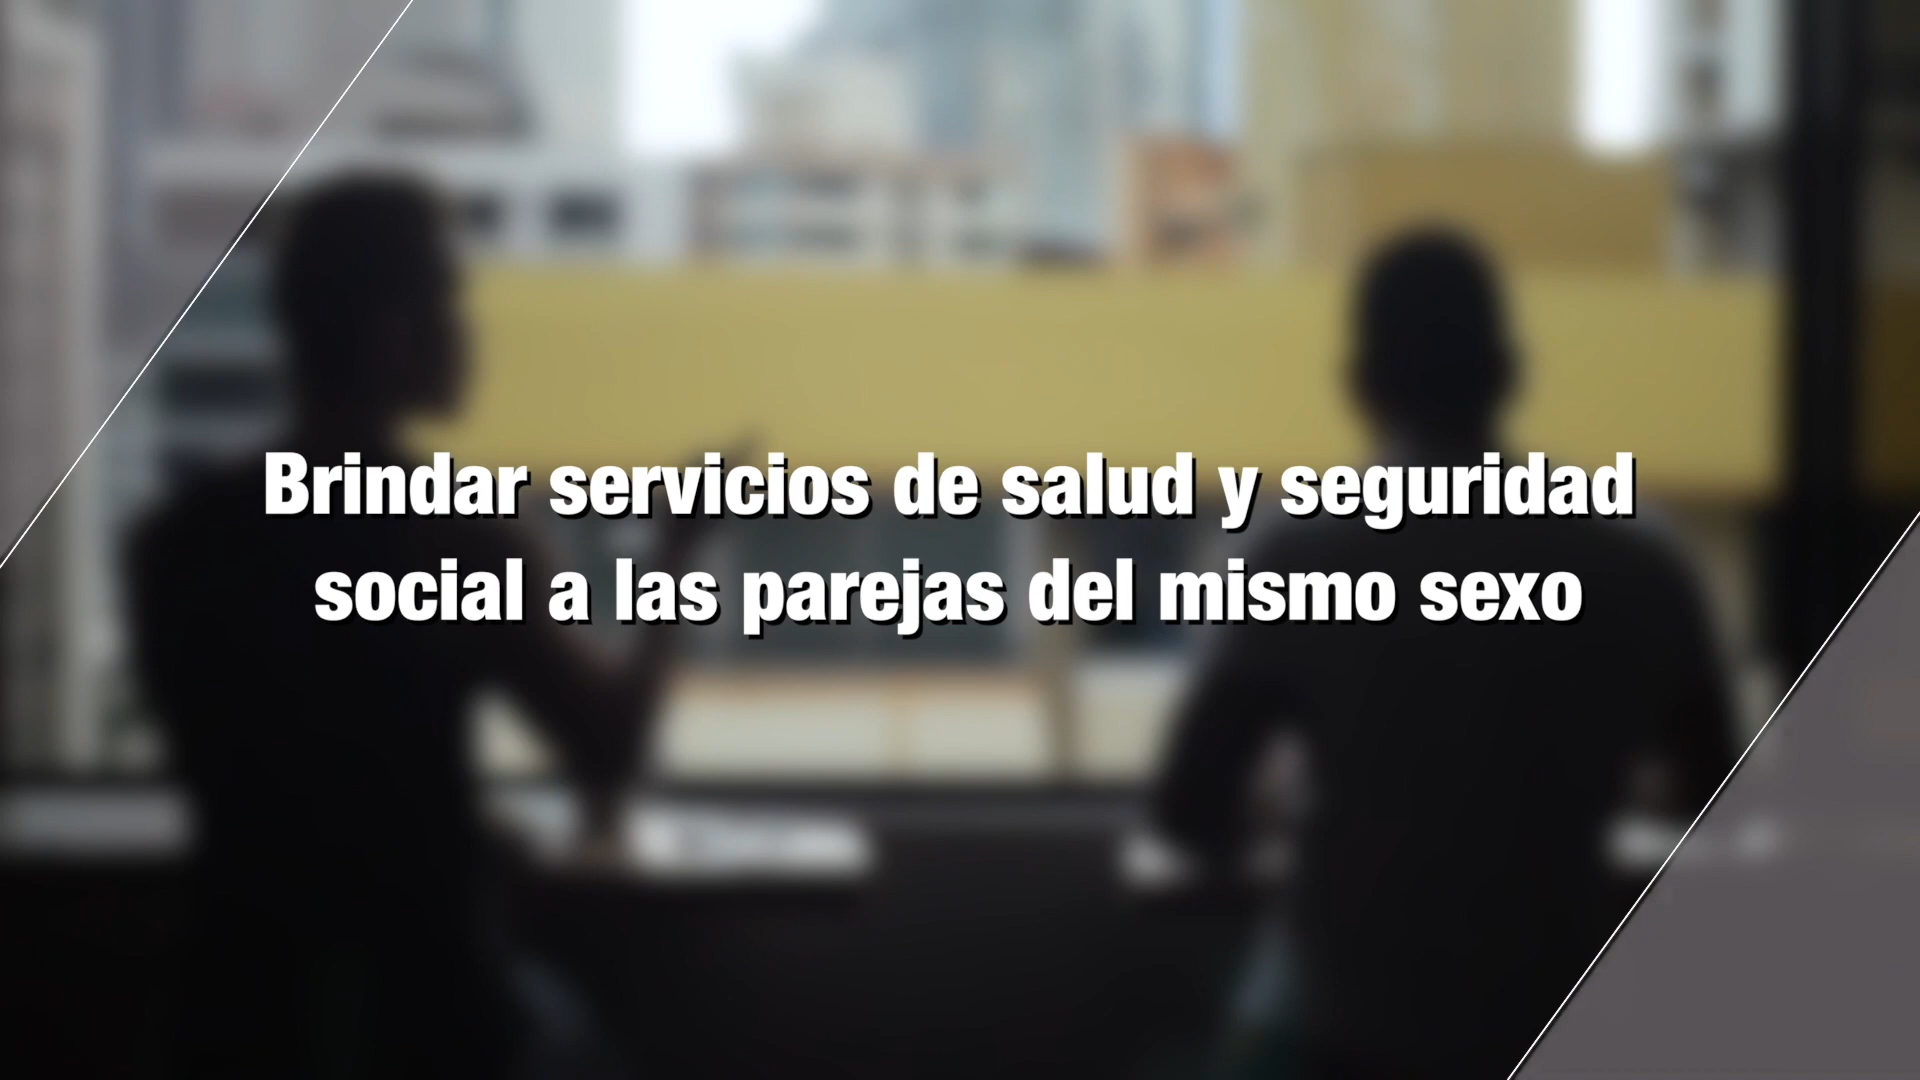 Brindar servicios de salud y seguridad
social a las parejas del mismo sexo